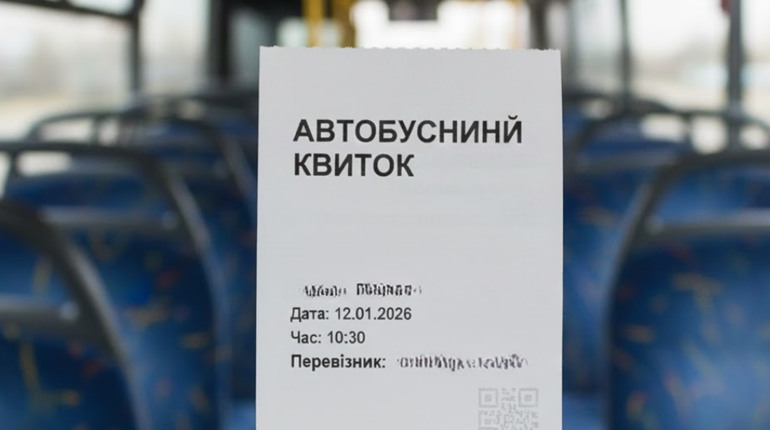 АВТОБУСНИНЙ
КВИТОК
Дата: 12.01.2026
Час: 10:30
Перевізник: